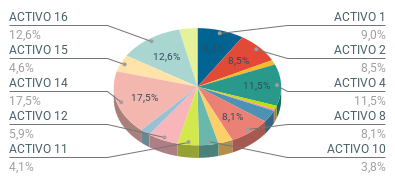 ACTIVO 16
12,6%
ACTIVO 15
4,6%
ACTIVO 14
17,5%
ACTIVO 12
5,9%
ACTIVO 11
4,1%
12,6%
8,5%
11,5%
17,5%
8,1%
ACTIVO 1
9,0%
ACTIVO 2
8,5%
ACTIVO 4
11,5%
ACTIVO 8
8,1%
ACTIVO 10
3,8%